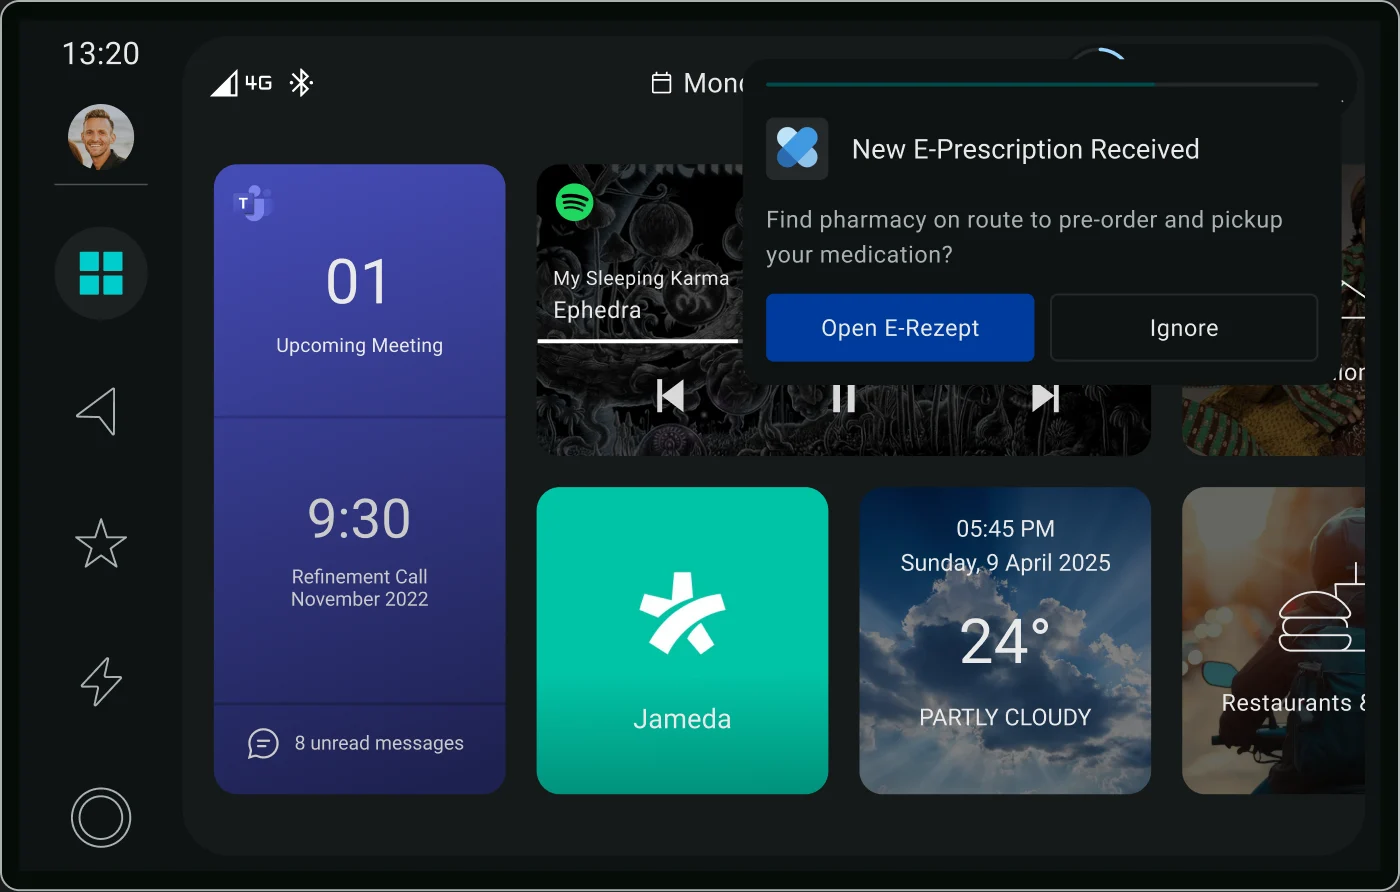 13:20
4G
Mon
New E-Prescription Received
Find pharmacy on route to pre-order and pickup
your medication?
Open E-Rezept
Ignore
T
01
Upcoming Meeting
9:30
Refinement Call
November 2022
8 unread messages
My Sleeping Karma
Ephedra
Jameda
05:45 PM
Sunday, 9 April 2025
24°
PARTLY CLOUDY
Restaurants &